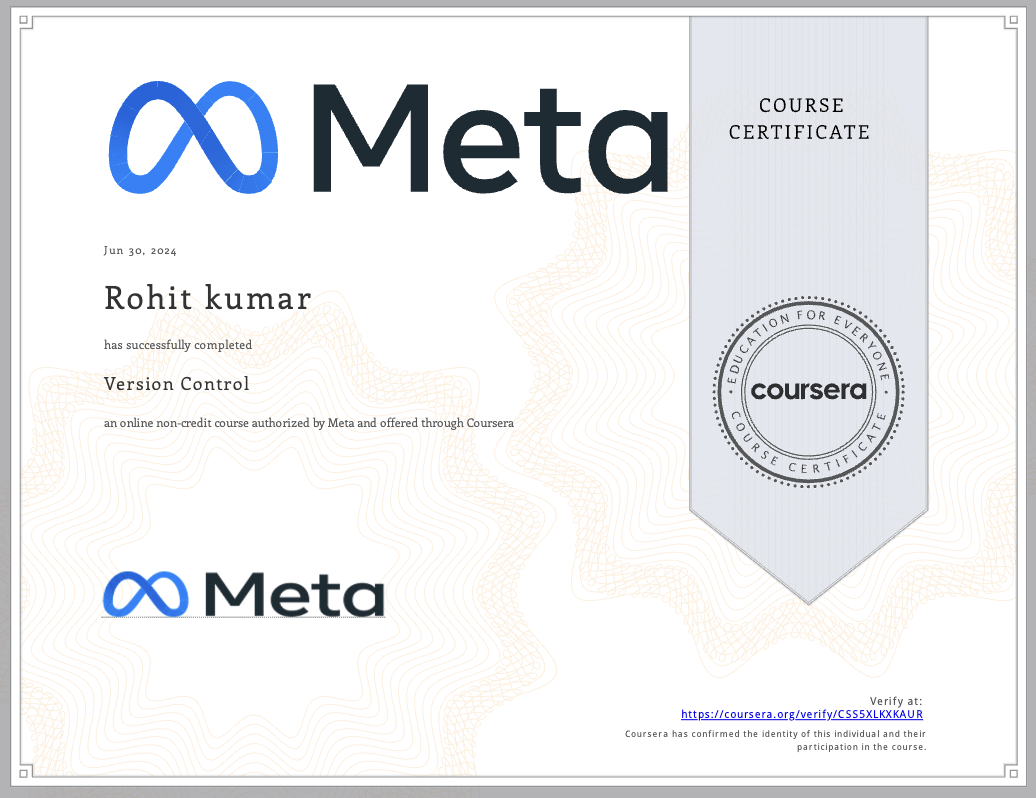 Meta
COURSE
CERTIFICATE
Jun 30, 2024
Rohit kumar
has successfully completed
Version Control
an online non-credit course authorized by Meta and offered through Coursera
EDUCATION FOR EVERYONE
coursera
COURSE CERTIFICATE
Meta
Verify at:
https://coursera.org/verify/CSS5XLKXKAUR
Coursera has confirmed the identity of this individual and their
participation in the course.